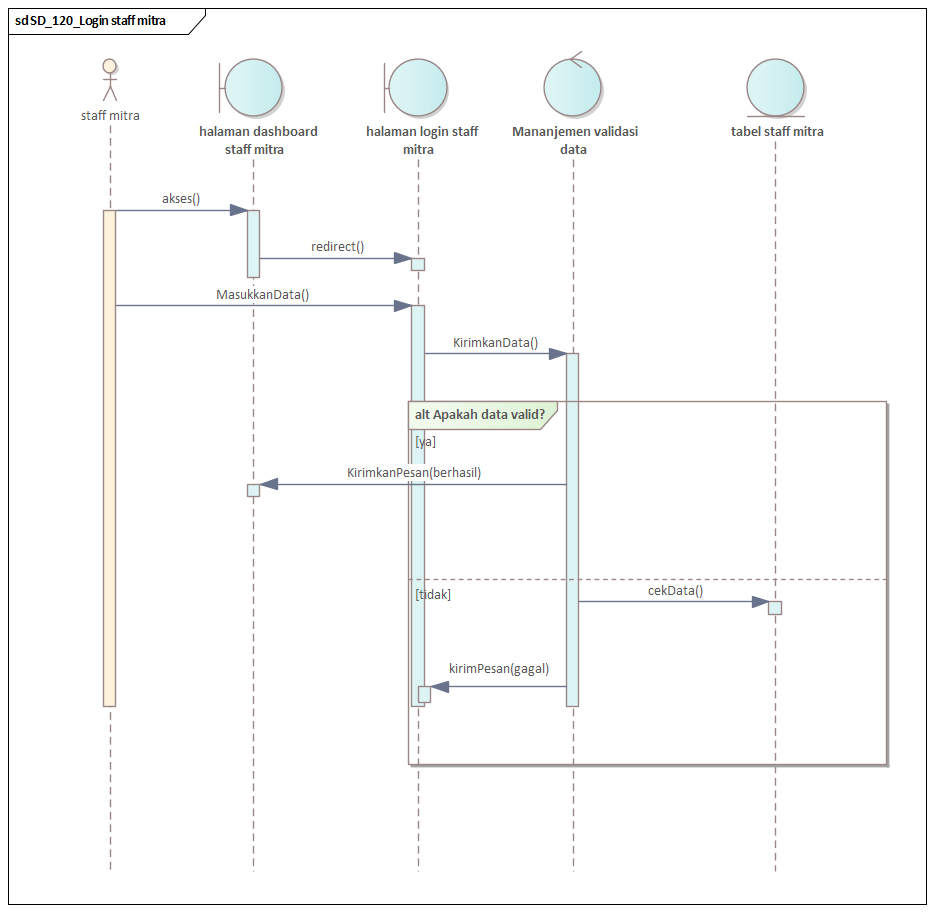 sd SD_120_Login staff mitra
staff mitra
halaman dashboard
staff mitra
halaman login staff
mitra
Mananjemen validasi
data
tabel staff mitra
akses()
redirect()
MasukkanData()
KirimkanData()
alt Apakah data valid?
[ya]
KirimkanPesan(berhasil)
[tidak]
cekData()
kirimPesan(gagal)